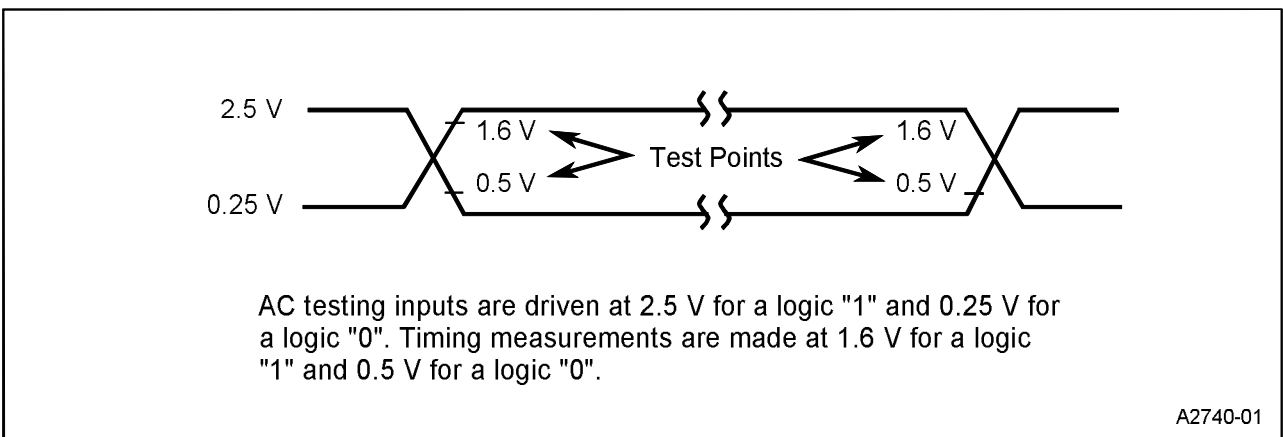 2.5 V
1.6 V
1.6 V
Test Points
0.5 V
0.5 V
0.25 V
AC testing inputs are driven at 2.5 V for a logic "1" and 0.25 V for
a logic "0". Timing measurements are made at 1.6 V for a logic
"1" and 0.5 V for a logic "0".
A2740-01